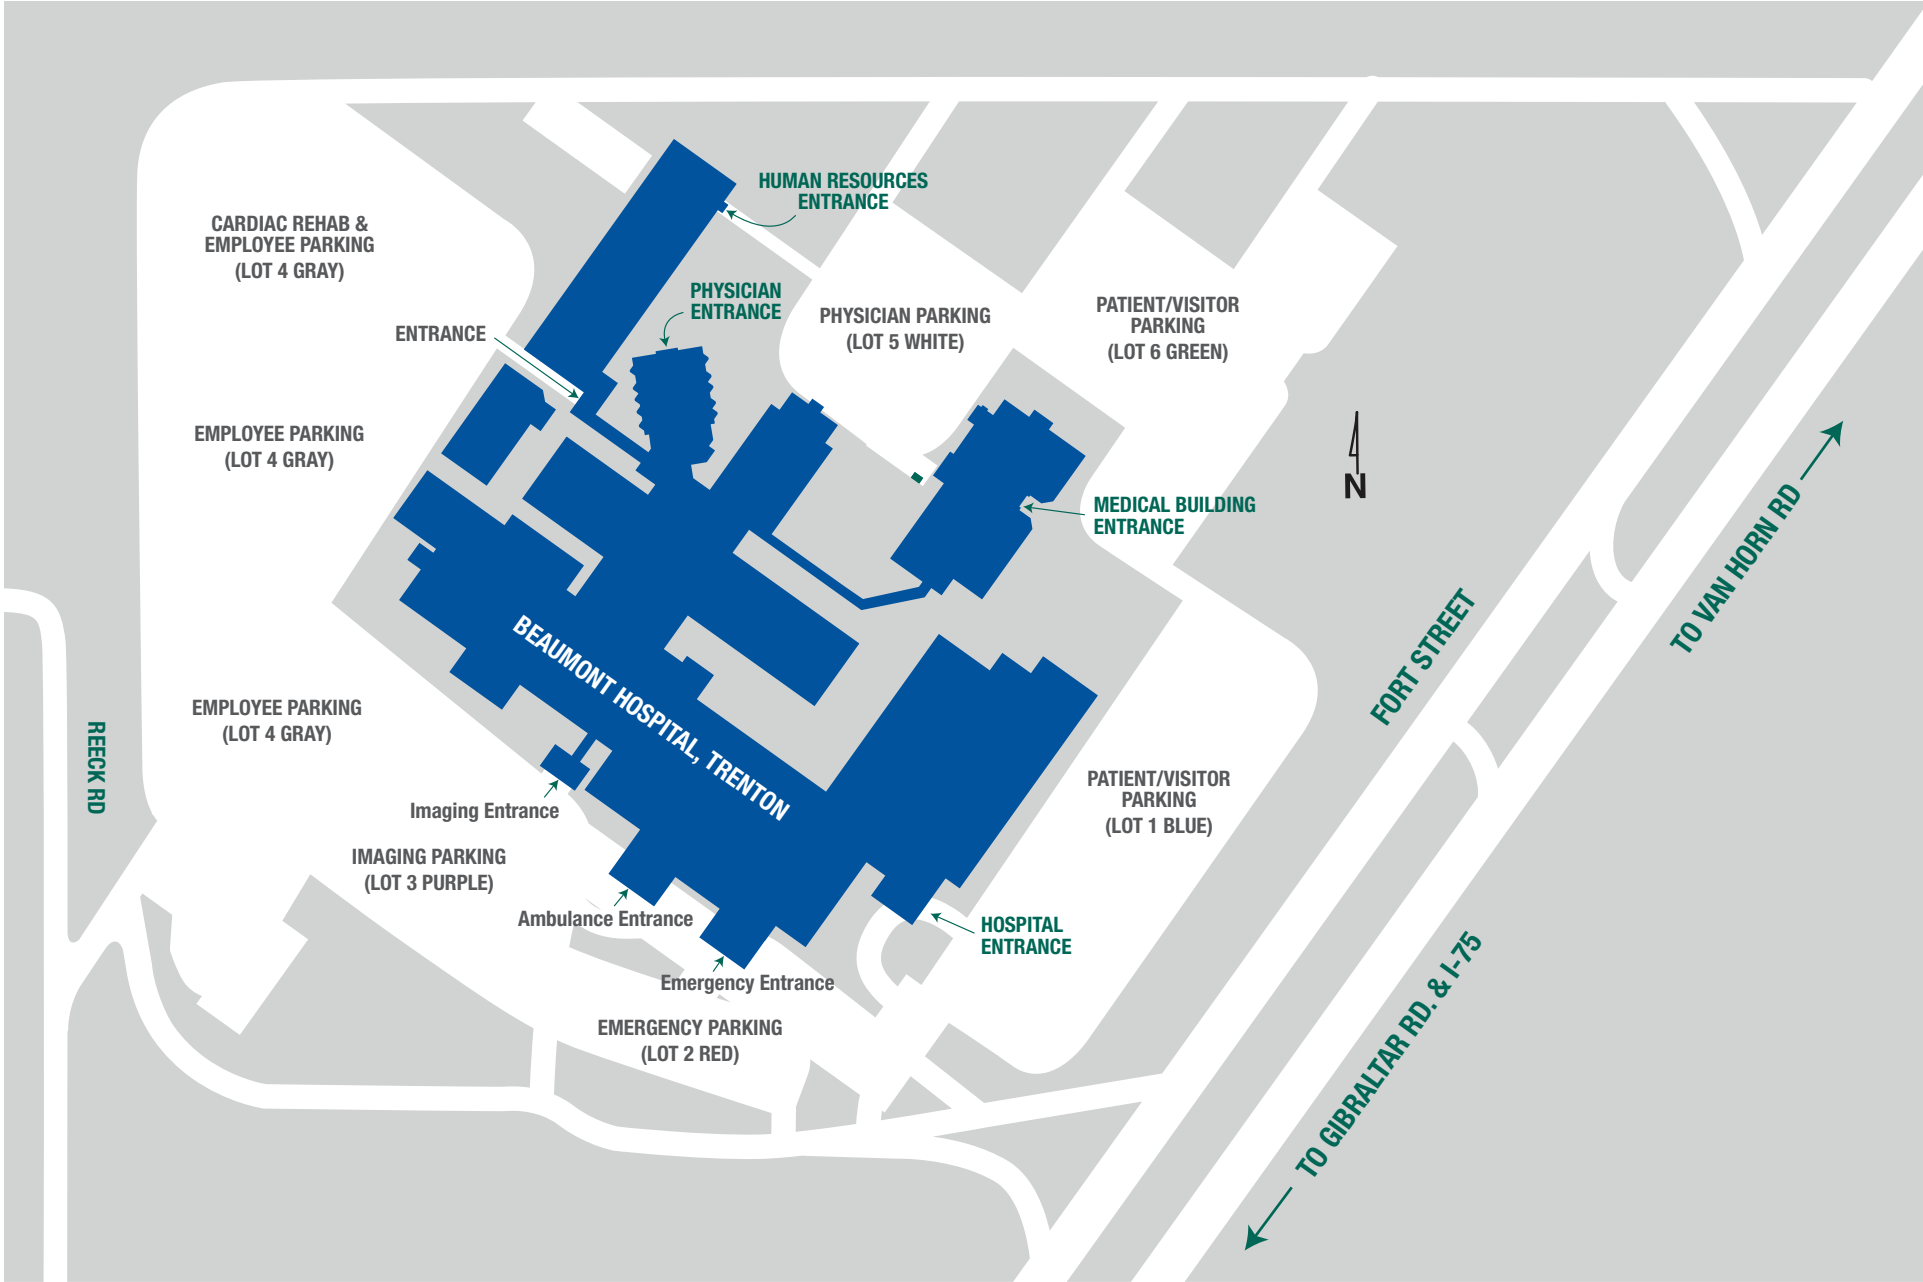 HUMAN RESOURCES
ENTRANCE
CARDIAC REHAB &
EMPLOYEE PARKING
(LOT 4 GRAY)
PHYSICIAN
ENTRANCE
ENTRANCE
PHYSICIAN PARKING
(LOT 5 WHITE)
PATIENT/VISITOR
PARKING
(LOT 6 GREEN)
EMPLOYEE PARKING
(LOT 4 GRAY)
N
MEDICAL BUILDING
ENTRANCE
TO VAN HORN RD
FORT STREET
BEAUMONT HOSPITAL, TRENTON
EMPLOYEE PARKING
(LOT 4 GRAY)
REECK RD
PATIENT/VISITOR
PARKING
(LOT 1 BLUE)
Imaging Entrance
IMAGING PARKING
(LOT 3 PURPLE)
Ambulance Entrance
HOSPITAL
ENTRANCE
Emergency Entrance
EMERGENCY PARKING
(LOT 2 RED)
TO GIBRALTAR RD. & I-75